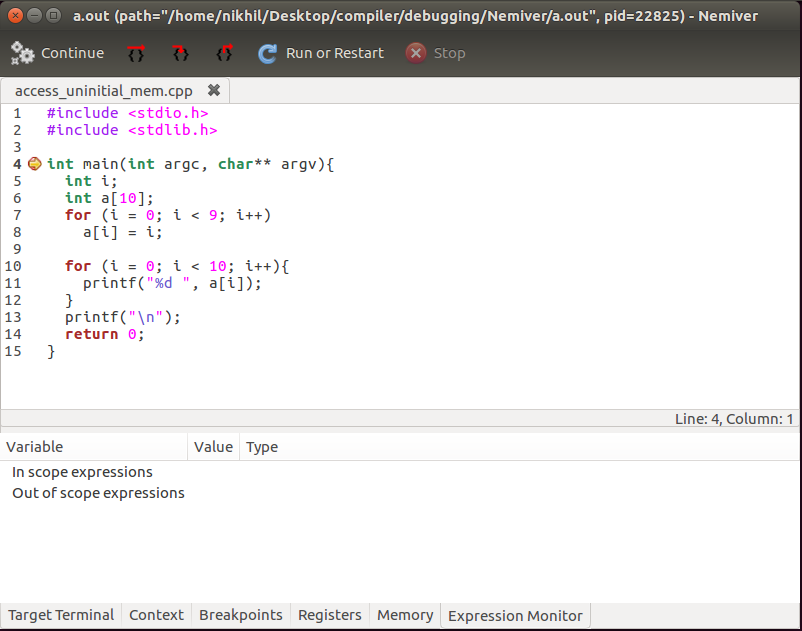 a.out (path="/home/nikhil/Desktop/compiler/debugging/Nemiver/a.out", pid=22825) - Nemiver
Continue Run or Restart Stop
access_uninitial_mem.cpp
1 #include <stdio.h>
2 #include <stdlib.h>
3
4 int main(int argc, char** argv){
5 int i;
6 int a[10];
7 for (i = 0; i < 9; i++)
8 a[i] = i;
9
10 for (i = 0; i < 10; i++){
11 printf("%d ", a[i]);
12 }
13 printf("\n");
14 return 0;
15 }
Line: 4, Column: 1
Variable Value Type
In scope expressions
Out of scope expressions
Target Terminal Context Breakpoints Registers Memory Expression Monitor